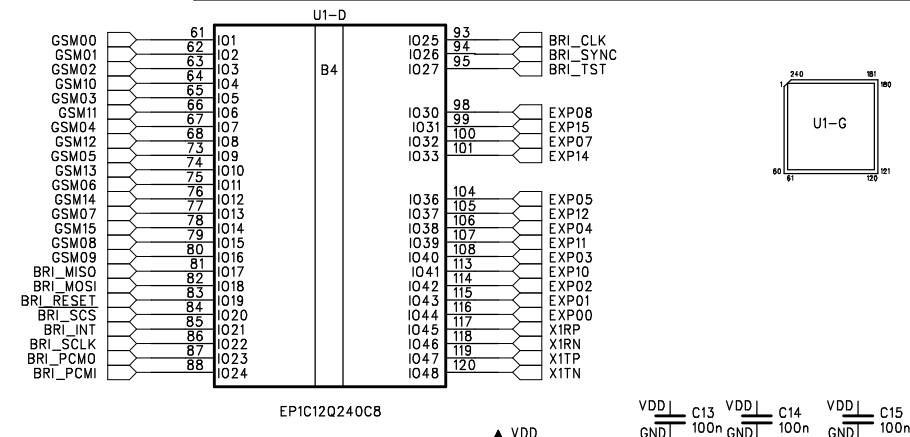 U1-D
GSM00 61 IO1
GSM01 62 IO2
GSM02 63 IO3
GSM10 64 IO4
GSM03 65 IO5
GSM11 66 IO6
GSM04 67 IO7
GSM12 68 IO8
GSM05 73 IO9
GSM13 74 IO10
GSM06 75 IO11
GSM14 76 IO12
GSM07 77 IO13
GSM15 78 IO14
GSM08 79 IO15
GSM09 80 IO16
BRI_MISO 81 IO17
BRI_MOSI 82 IO18
BRI_RESET 83 IO19
BRI_SCS 84 IO20
BRI_INT 85 IO21
BRI_SCLK 86 IO22
BRI_PCMO 87 IO23
BRI_PCMI 88 IO24
B4
IO25 93 BRI_CLK
IO26 94 BRI_SYNC
IO27 95 BRI_TST
IO30 98 EXP08
IO31 99 EXP15
IO32 100 EXP07
IO33 101 EXP14
IO36 104 EXP05
IO37 105 EXP12
IO38 106 EXP04
IO39 107 EXP11
IO40 108 EXP03
IO41 113 EXP10
IO42 114 EXP02
IO43 115 EXP01
IO44 116 EXP00
IO45 117 X1RP
IO46 118 X1RN
IO47 119 X1TP
IO48 120 X1TN
EP1C12Q240C8
240 181
1 180
U1-G
60 121
61 120
VDD
VDD C13
GND 100n
VDD C14
GND 100n
VDD C15
GND 100n